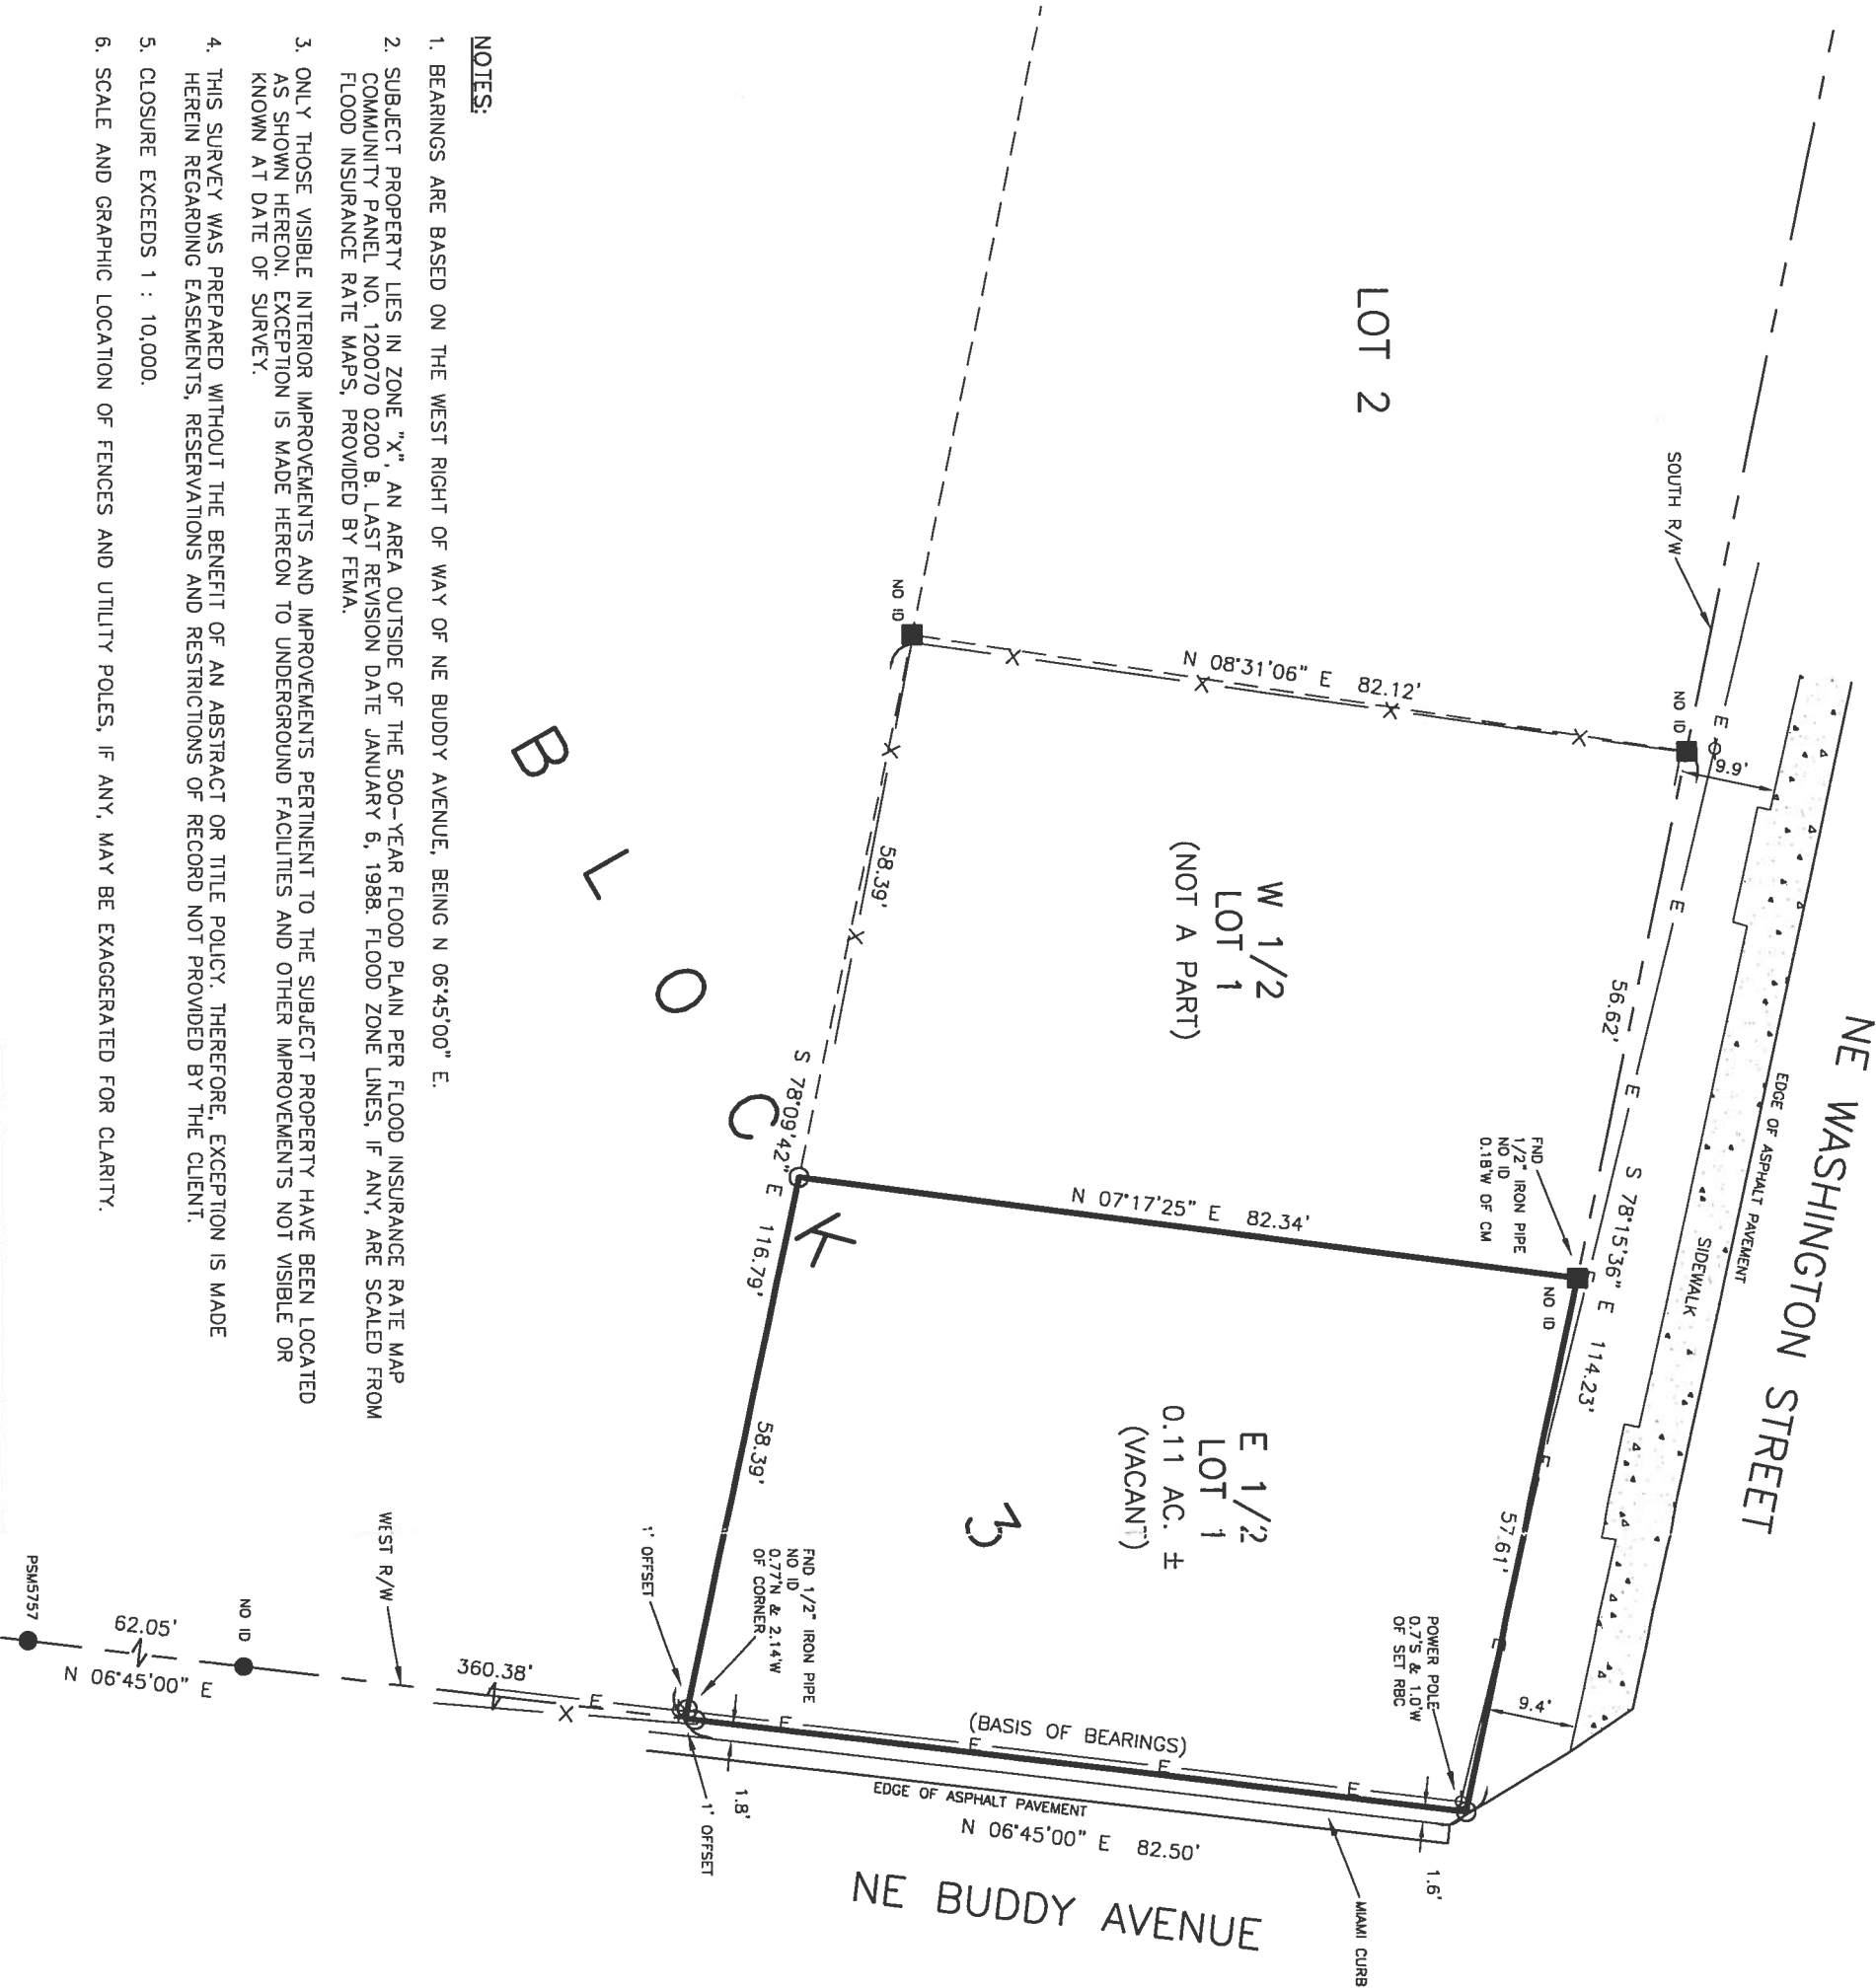 NE WASHINGTON STREET
EDGE OF ASPHALT PAVEMENT
SIDEWALK
SOUTH R/W
LOT 2
NO ID
E
9.9'
E
56.62'
E
S 78°15'36" E 114.23'
E
E
57.61'
E
9.4'
FND
1/2" IRON PIPE
NO ID
0.18'W OF CM
NO ID
POWER POLE
0.7'S & 1.0'W
OF SET RBC
1.6'
MIAMI CURB
N 08°31'06" E 82.12'
X
X
X
X
NO ID
W 1/2
LOT 1
(NOT A PART)
N 07°17'25" E 82.34'
E 1/2
LOT 1
0.11 AC. ±
(VACANT)
58.39'
X
X
S 78°09'42" E 116.79'
58.39'
BLOCK 3
(BASIS OF BEARINGS)
E
E
E
E
EDGE OF ASPHALT PAVEMENT
N 06°45'00" E 82.50'
NE BUDDY AVENUE
FND 1/2" IRON PIPE
NO ID
0.77'N & 2.14'W
OF CORNER
1' OFFSET
1' OFFSET
1.8'
WEST R/W
E
X
360.38'
NO ID
62.05'
N 06°45'00" E
PSM5757
NOTES:
1. BEARINGS ARE BASED ON THE WEST RIGHT OF WAY OF NE BUDDY AVENUE, BEING N 06°45'00" E.
2. SUBJECT PROPERTY LIES IN ZONE "X", AN AREA OUTSIDE OF THE 500-YEAR FLOOD PLAIN PER FLOOD INSURANCE RATE MAP
COMMUNITY PANEL NO. 120070 0200 B. LAST REVISION DATE JANUARY 6, 1988. FLOOD ZONE LINES, IF ANY, ARE SCALED FROM
FLOOD INSURANCE RATE MAPS, PROVIDED BY FEMA.
3. ONLY THOSE VISIBLE INTERIOR IMPROVEMENTS AND IMPROVEMENTS PERTINENT TO THE SUBJECT PROPERTY HAVE BEEN LOCATED
AS SHOWN HEREON. EXCEPTION IS MADE HEREON TO UNDERGROUND FACILITIES AND OTHER IMPROVEMENTS NOT VISIBLE OR
KNOWN AT DATE OF SURVEY.
4. THIS SURVEY WAS PREPARED WITHOUT THE BENEFIT OF AN ABSTRACT OR TITLE POLICY. THEREFORE, EXCEPTION IS MADE
HEREIN REGARDING EASEMENTS, RESERVATIONS AND RESTRICTIONS OF RECORD NOT PROVIDED BY THE CLIENT.
5. CLOSURE EXCEEDS 1 : 10,000.
6. SCALE AND GRAPHIC LOCATION OF FENCES AND UTILITY POLES, IF ANY, MAY BE EXAGGERATED FOR CLARITY.